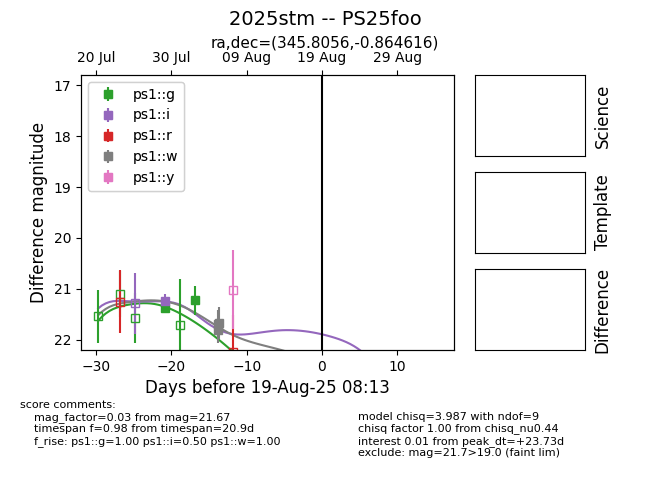 2025stm -- PS25foo
ra,dec=(345.8056,-0.864616)
20 Jul 30 Jul 09 Aug 19 Aug 29 Aug
17
18
19
20
21
22
Difference magnitude
ps1::g
ps1::i
ps1::r
ps1::w
ps1::y
−30 −20 −10 0 10
Days before 19-Aug-25 08:13
Science
Template
Difference
score comments:
mag_factor=0.03 from mag=21.67
timespan f=0.98 from timespan=20.9d
f_rise: ps1::g=1.00 ps1::i=0.50 ps1::w=1.00
model chisq=3.987 with ndof=9
chisq factor 1.00 from chisq_nu0.44
interest 0.01 from peak_dt=+23.73d
exclude: mag=21.7>19.0 (faint lim)